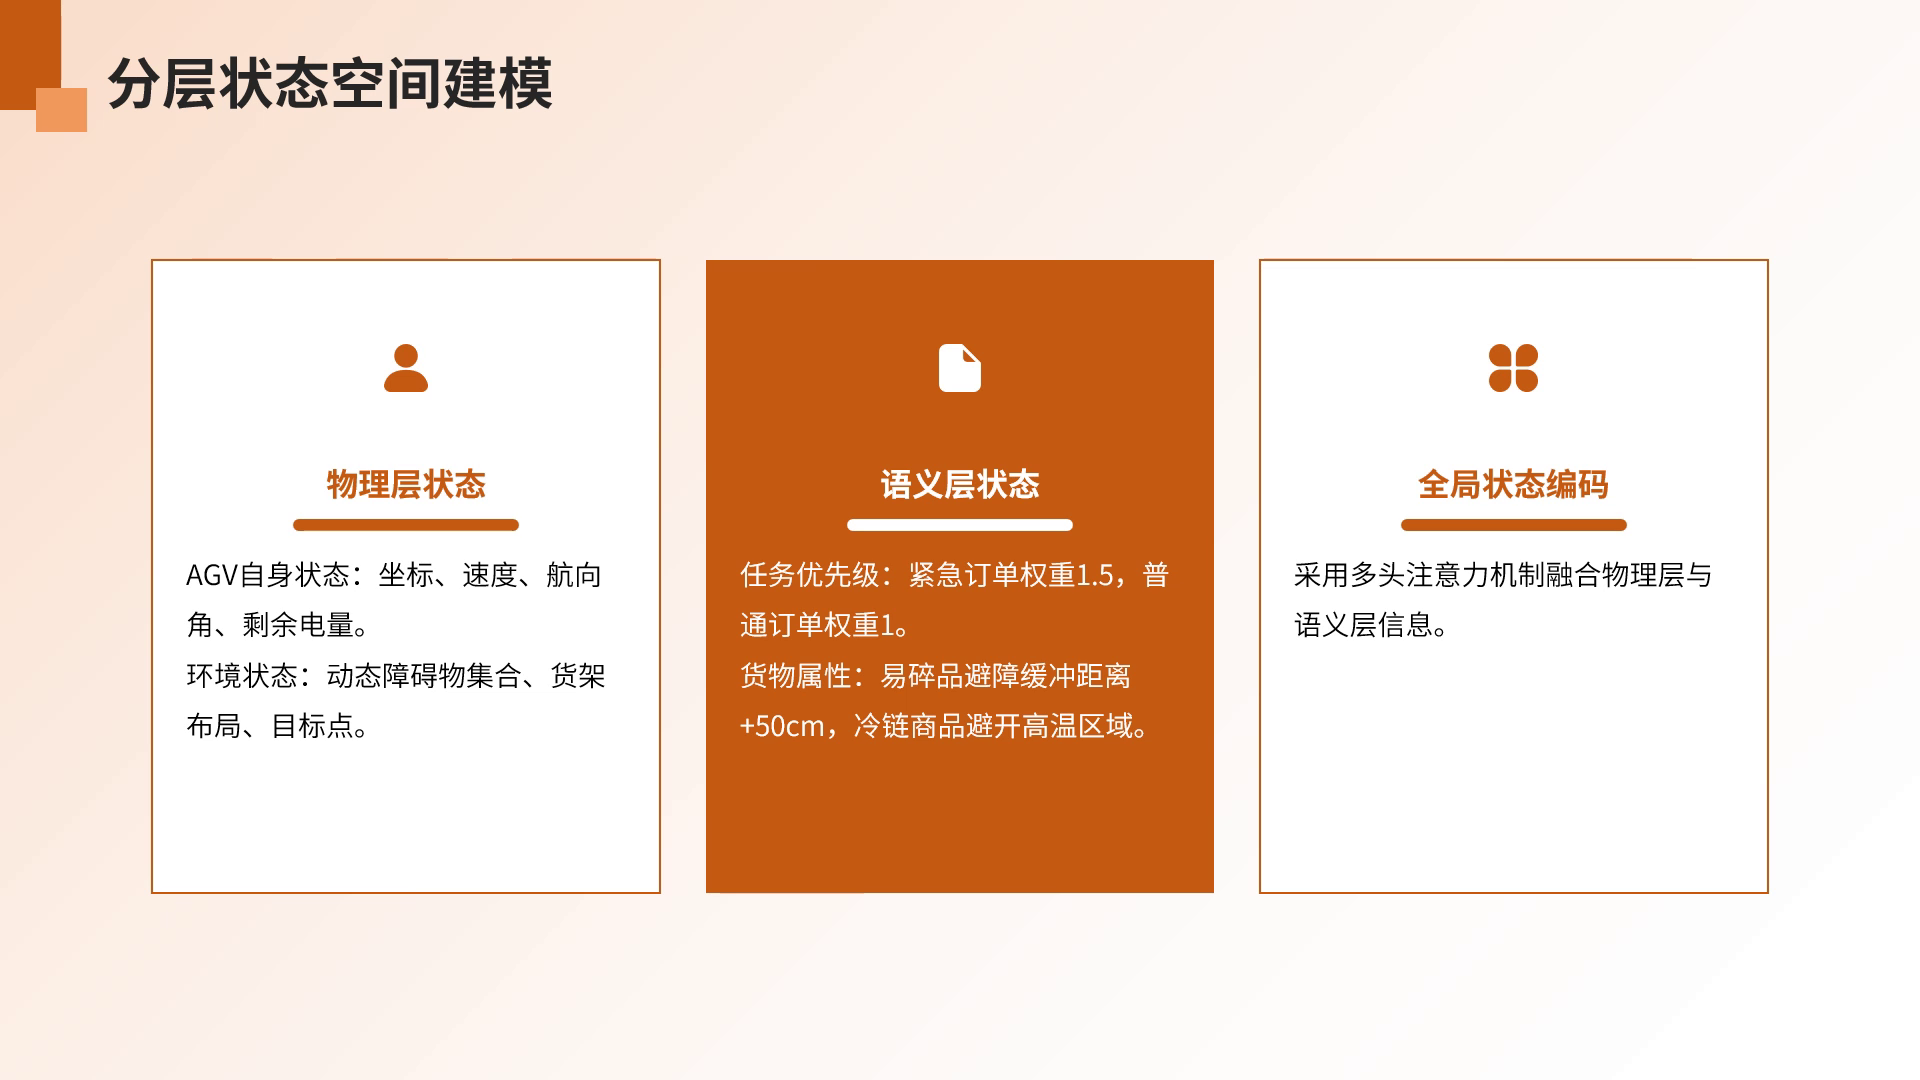 分层状态空间建模
物理层状态
AGV自身状态：坐标、速度、航向
角、剩余电量。
环境状态：动态障碍物集合、货架
布局、目标点。
语义层状态
任务优先级：紧急订单权重1.5，普
通订单权重1。
货物属性：易碎品避障缓冲距离
+50cm，冷链商品避开高温区域。
全局状态编码
采用多头注意力机制融合物理层与
语义层信息。